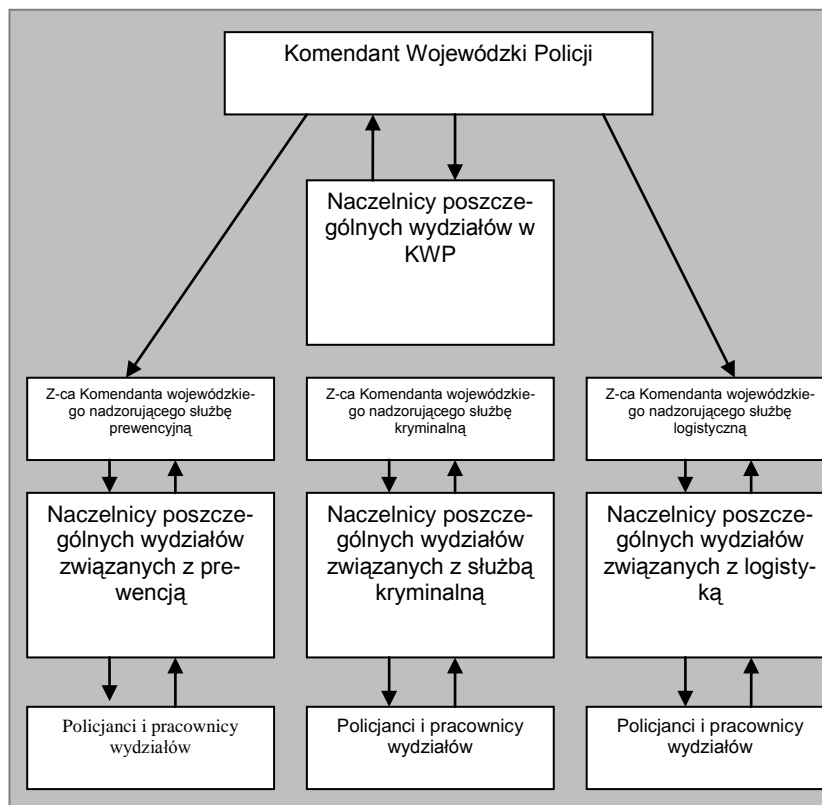 Komendant Wojewódzki Policji
Naczelnicy poszcze-
gólnych wydziałów w
KWP
Z-ca Komendanta wojewódzkie-
go nadzorującego służbę
prewencyjną
Z-ca Komendanta wojewódzkie-
go nadzorującego służbę
kryminalną
Z-ca Komendanta wojewódzkie-
go nadzorującego służbę
logistyczną
Naczelnicy poszcze-
gólnych wydziałów
związanych z pre-
wencją
Naczelnicy poszcze-
gólnych wydziałów
związanych z służbą
kryminalną
Naczelnicy poszcze-
gólnych wydziałów
związanych z logisty-
ką
Policjanci i pracownicy
wydziałów
Policjanci i pracownicy
wydziałów
Policjanci i pracownicy
wydziałów